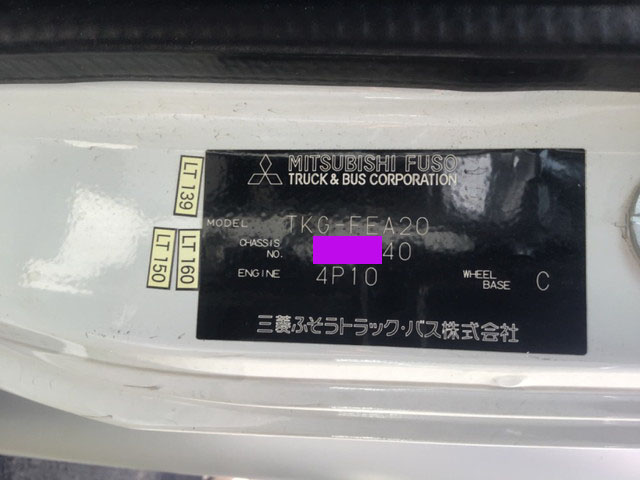 MITSUBISHI FUSO
TRUCK & BUS CORPORATION
MODEL TKG-FEA20
CHASSIS NO. 40
ENGINE 4P10 WHEEL BASE C
三菱ふそうトラック・バス株式会社
LT 139
LT 150
LT 160